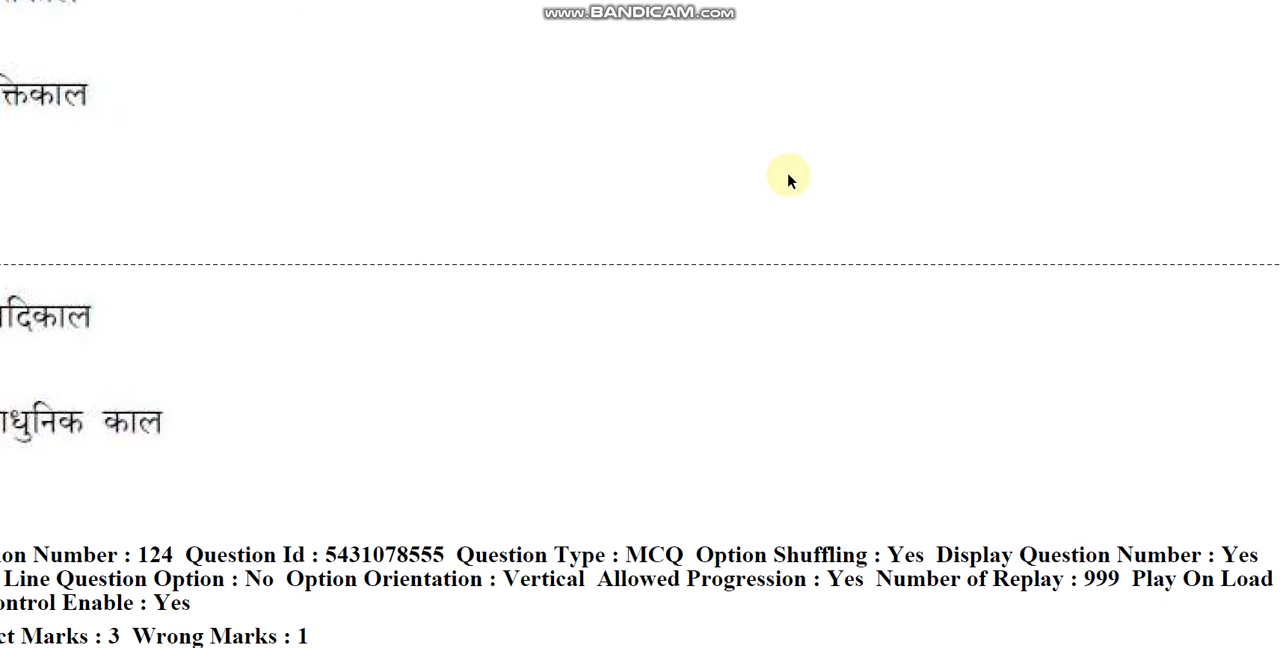 www.BANDICAM.com
क्तिकाल
दिकाल
ाधुनिक काल
on Number : 124 Question Id : 5431078555 Question Type : MCQ Option Shuffling : Yes Display Question Number : Yes
Line Question Option : No Option Orientation : Vertical Allowed Progression : Yes Number of Replay : 999 Play On Load
ontrol Enable : Yes
ct Marks : 3 Wrong Marks : 1